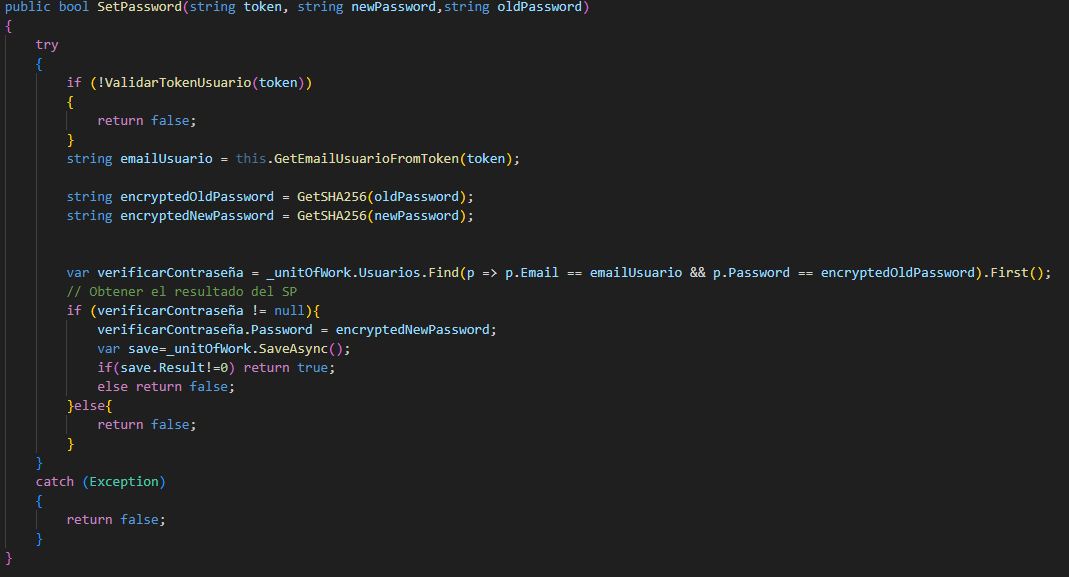 public bool SetPassword(string token, string newPassword,string oldPassword)
{
    try
    {
        if (!ValidarTokenUsuario(token))
        {
            return false;
        }
        string emailUsuario = this.GetEmailUsuarioFromToken(token);

        string encryptedOldPassword = GetSHA256(oldPassword);
        string encryptedNewPassword = GetSHA256(newPassword);


        var verificarContraseña = _unitOfWork.Usuarios.Find(p => p.Email == emailUsuario && p.Password == encryptedOldPassword).First();
        // Obtener el resultado del SP
        if (verificarContraseña != null){
            verificarContraseña.Password = encryptedNewPassword;
            var save=_unitOfWork.SaveAsync();
            if(save.Result!=0) return true;
            else return false;
        }else{
            return false;
        }
    }
    catch (Exception)
    {
        return false;
    }
}